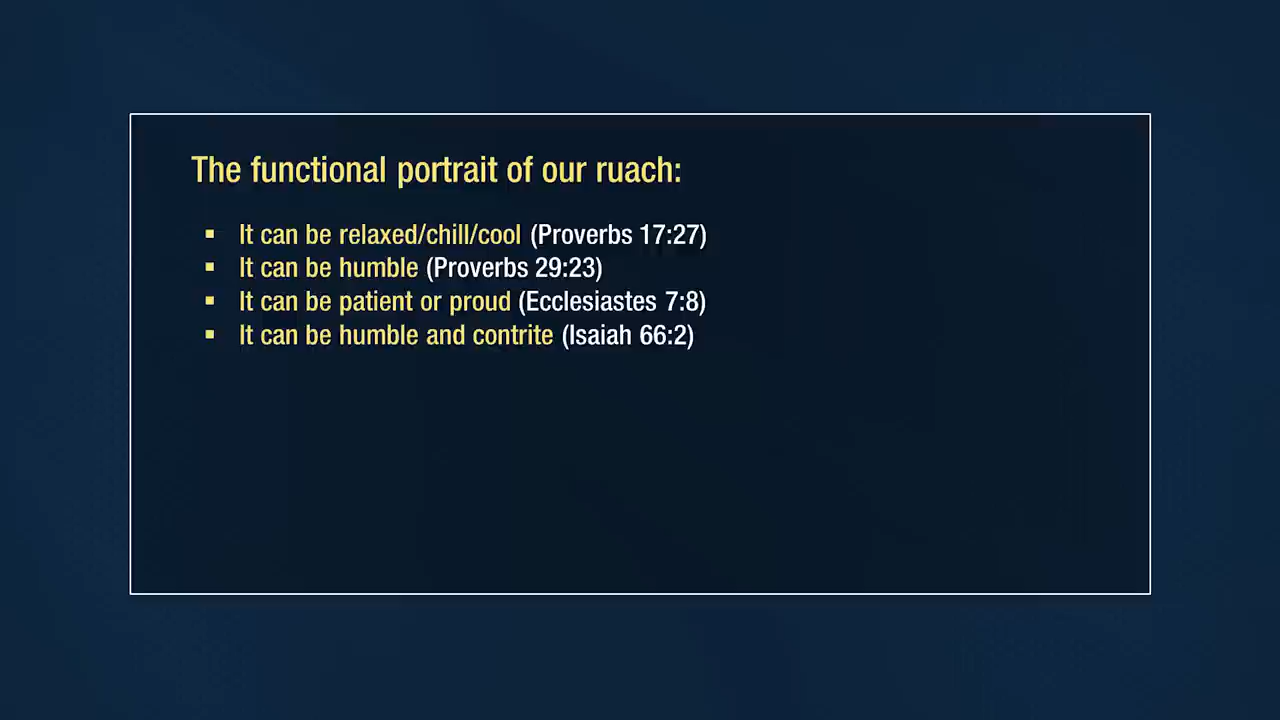 The functional portrait of our ruach:
▪ It can be relaxed/chill/cool (Proverbs 17:27)
▪ It can be humble (Proverbs 29:23)
▪ It can be patient or proud (Ecclesiastes 7:8)
▪ It can be humble and contrite (Isaiah 66:2)